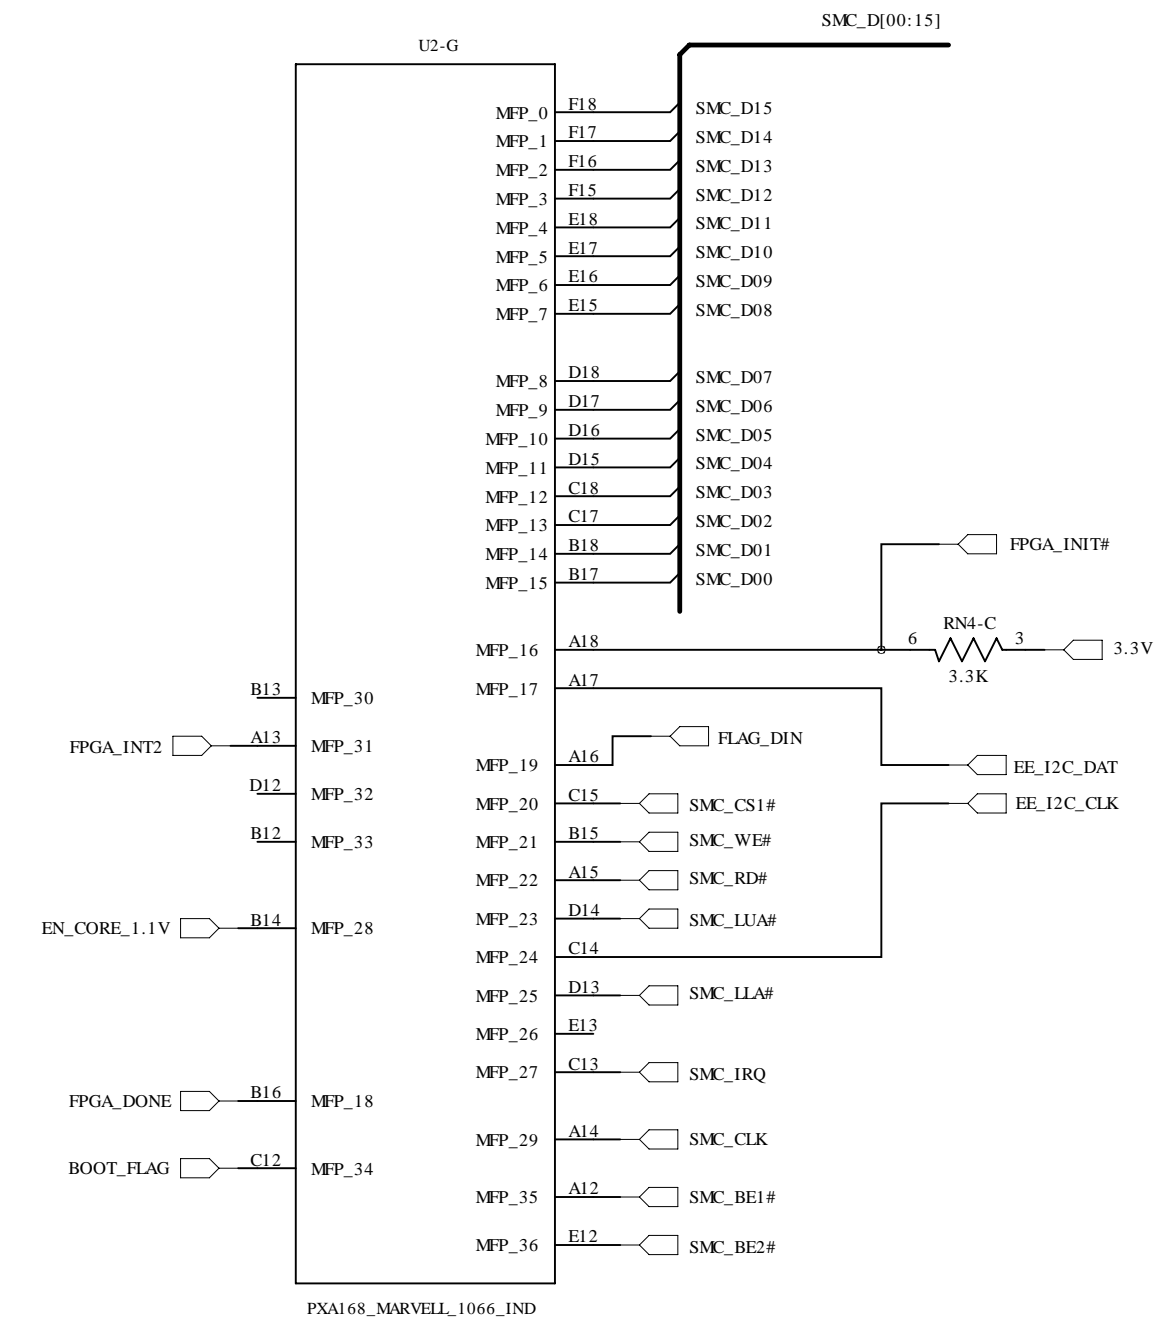 SMC_D[00:15]
U2-G
MFP_0 F18 SMC_D15
MFP_1 F17 SMC_D14
MFP_2 F16 SMC_D13
MFP_3 F15 SMC_D12
MFP_4 E18 SMC_D11
MFP_5 E17 SMC_D10
MFP_6 E16 SMC_D09
MFP_7 E15 SMC_D08
MFP_8 D18 SMC_D07
MFP_9 D17 SMC_D06
MFP_10 D16 SMC_D05
MFP_11 D15 SMC_D04
MFP_12 C18 SMC_D03
MFP_13 C17 SMC_D02
MFP_14 B18 SMC_D01
FPGA_INIT#
MFP_15 B17 SMC_D00
RN4-C
MFP_16 A18 6 3 3.3V
3.3K
MFP_17 A17
B13 MFP_30
FPGA_INT2 A13 MFP_31
FLAG_DIN
MFP_19 A16
EE_I2C_DAT
D12 MFP_32
MFP_20 C15 SMC_CS1#
EE_I2C_CLK
B12 MFP_33
MFP_21 B15 SMC_WE#
MFP_22 A15 SMC_RD#
EN_CORE_1.1V B14 MFP_28
MFP_23 D14 SMC_LUA#
MFP_24 C14
MFP_25 D13 SMC_LLA#
MFP_26 E13
MFP_27 C13 SMC_IRQ
FPGA_DONE B16 MFP_18
MFP_29 A14 SMC_CLK
BOOT_FLAG C12 MFP_34
MFP_35 A12 SMC_BE1#
MFP_36 E12 SMC_BE2#
PXA168_MARVELL_1066_IND